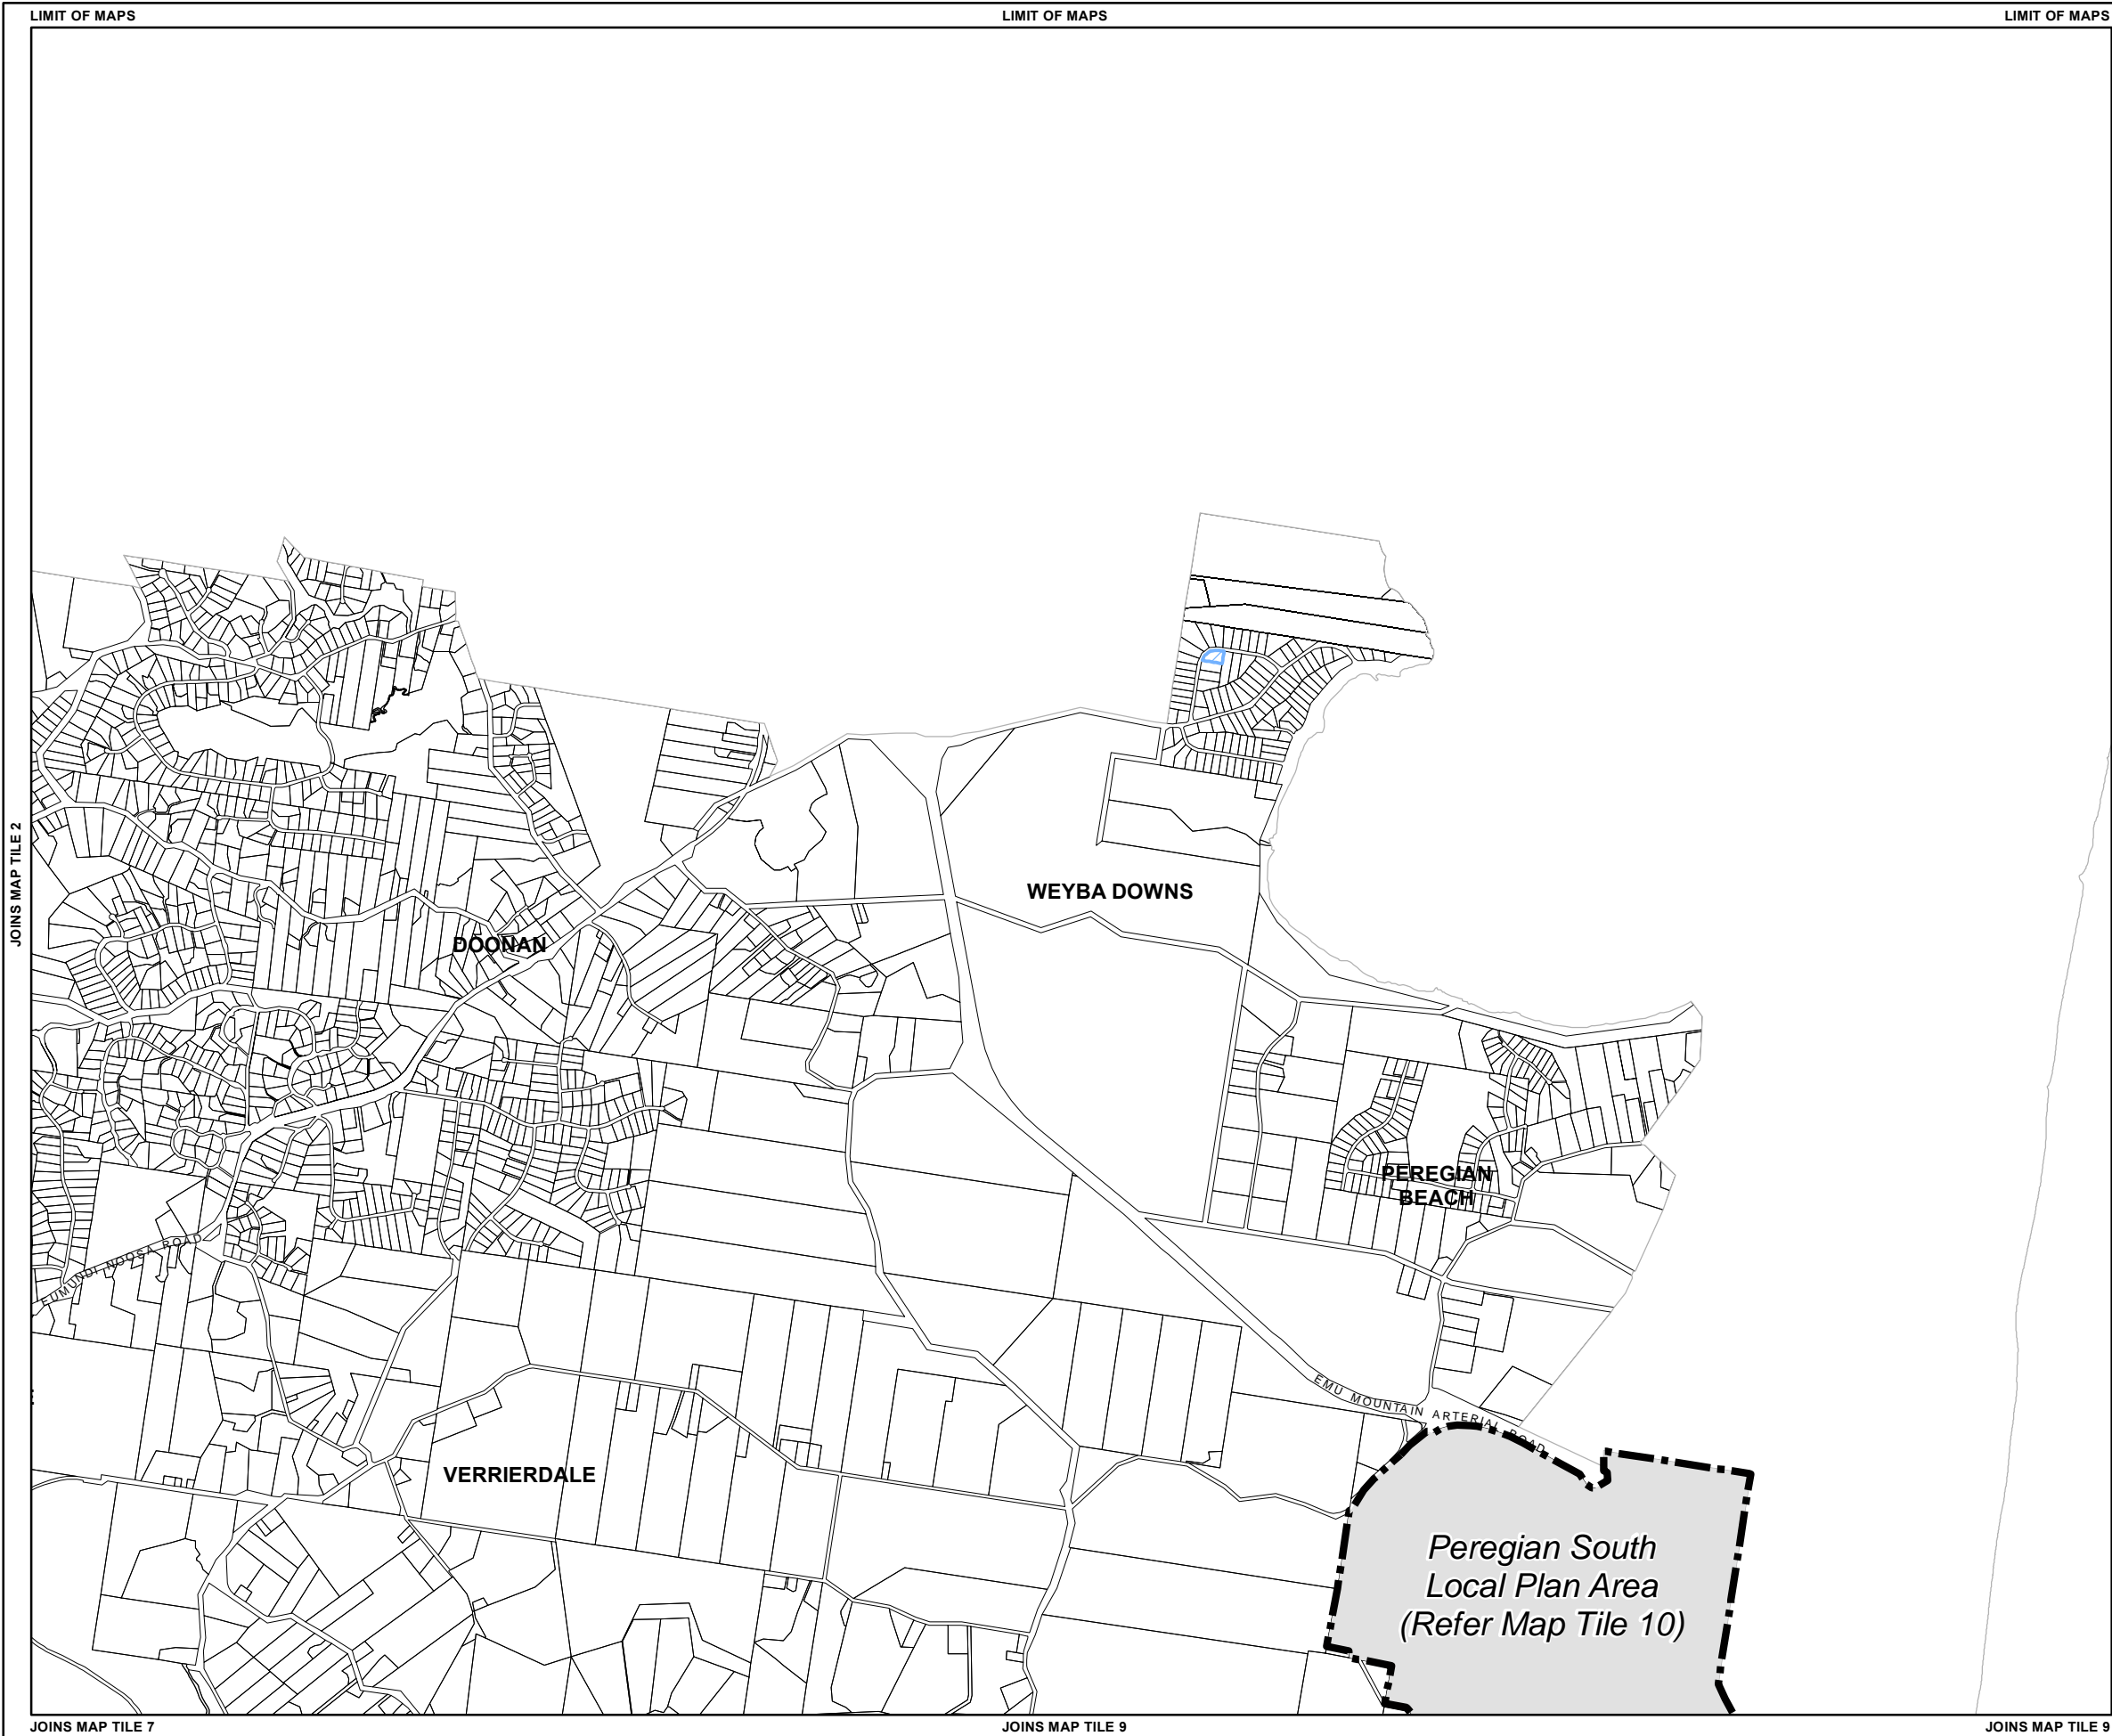 LIMIT OF MAPS
LIMIT OF MAPS
LIMIT OF MAPS
JOINS MAP TILE 2
WEYBA DOWNS
DOONAN
PEREGIAN
BEACH
EUMUNDI NOOSA ROAD
EMU MOUNTAIN ARTERIAL ROAD
VERRIERDALE
Peregian South
Local Plan Area
(Refer Map Tile 10)
JOINS MAP TILE 7
JOINS MAP TILE 9
JOINS MAP TILE 9